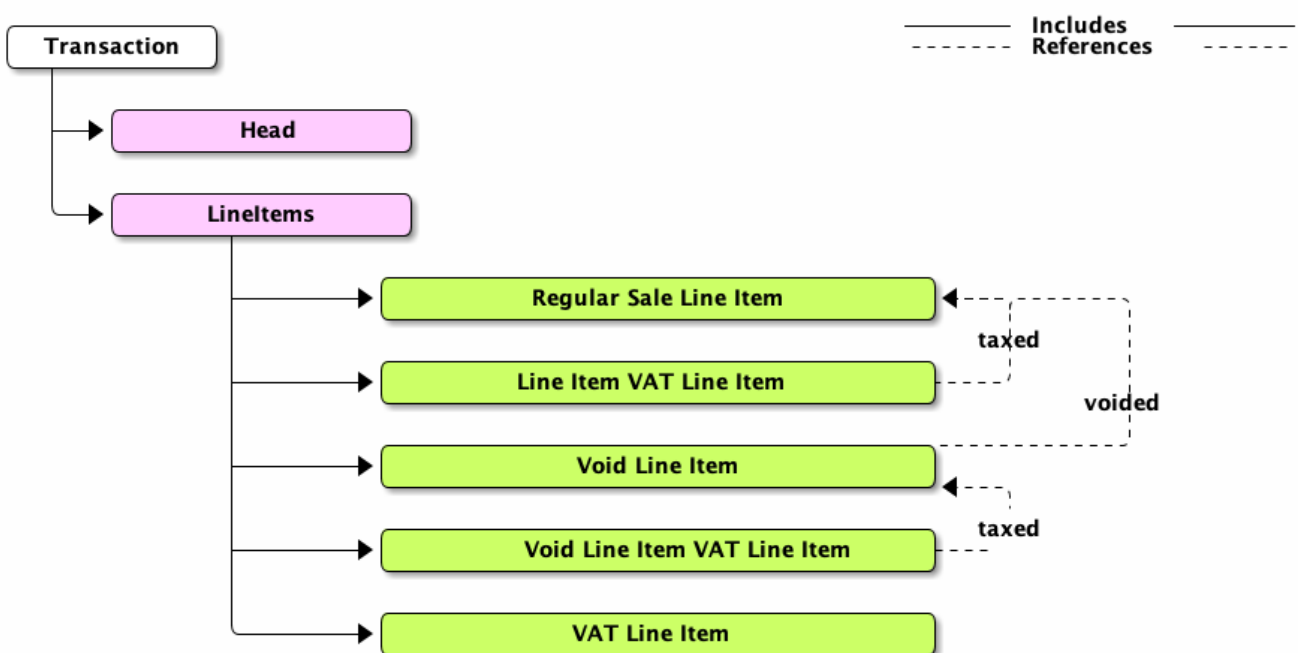 Transaction
Includes
References
Head
LineItems
Regular Sale Line Item
taxed
Line Item VAT Line Item
voided
Void Line Item
taxed
Void Line Item VAT Line Item
VAT Line Item